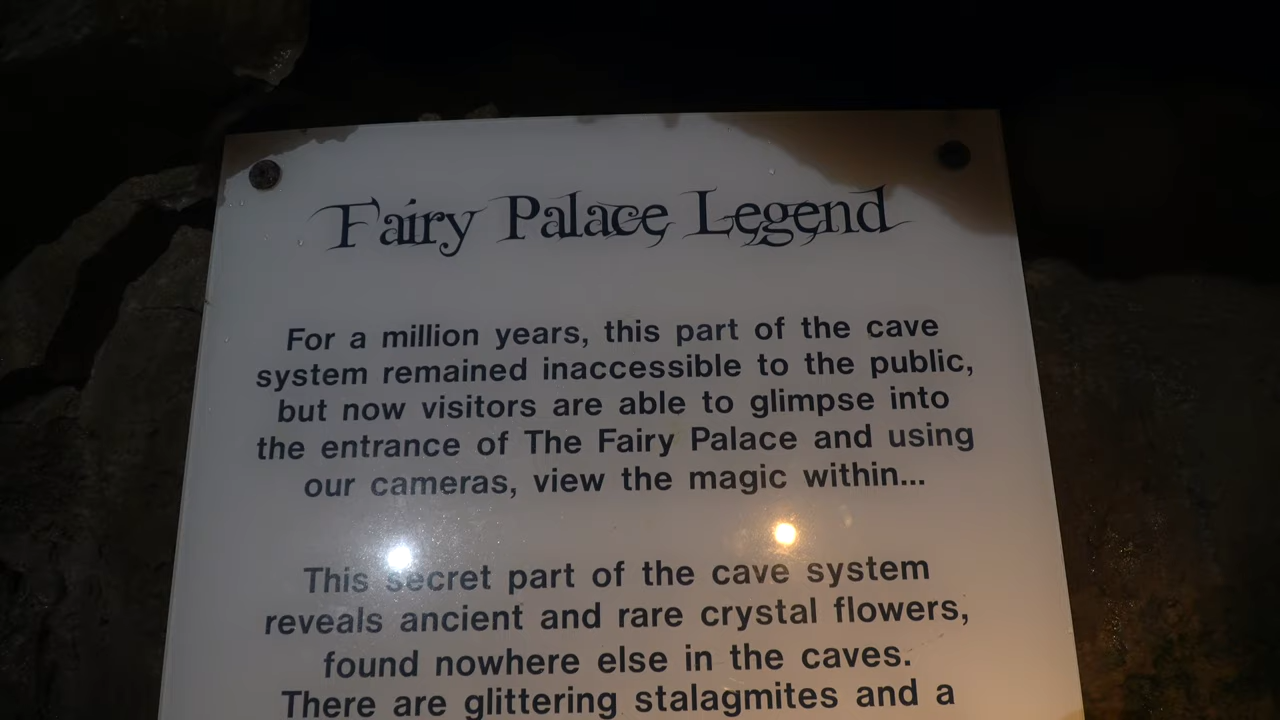 Fairy Palace Legend
For a million years, this part of the cave
system remained inaccessible to the public,
but now visitors are able to glimpse into
the entrance of The Fairy Palace and using
our cameras, view the magic within...
This secret part of the cave system
reveals ancient and rare crystal flowers,
found nowhere else in the caves.
There are glittering stalagmites and a